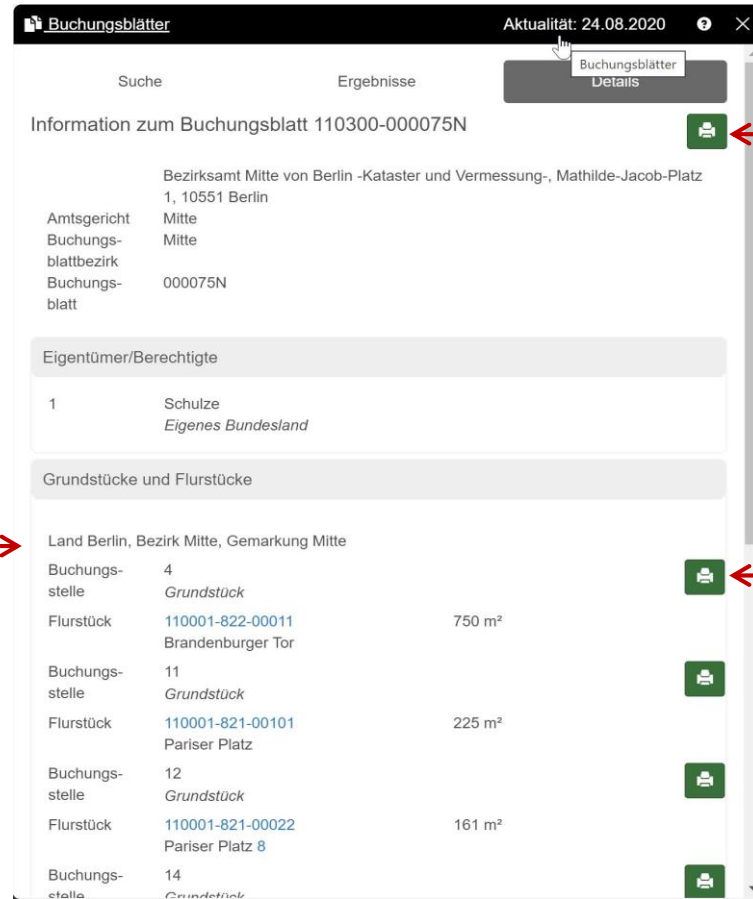 Buchungsblätter
Aktualität: 24.08.2020
Buchungsblätter
Suche
Ergebnisse
Details
Information zum Buchungsblatt 110300-000075N
Bezirksamt Mitte von Berlin -Kataster und Vermessung-, Mathilde-Jacob-Platz
1, 10551 Berlin
Amtsgericht Mitte
Buchungs- Mitte
blattbezirk
Buchungs- 000075N
blatt
Eigentümer/Berechtigte
1 Schulze
Eigenes Bundesland
Grundstücke und Flurstücke
Land Berlin, Bezirk Mitte, Gemarkung Mitte
Buchungs- 4
stelle Grundstück
Flurstück 110001-822-00011 750 m²
Brandenburger Tor
Buchungs- 11
stelle Grundstück
Flurstück 110001-821-00101 225 m²
Pariser Platz
Buchungs- 12
stelle Grundstück
Flurstück 110001-821-00022 161 m²
Pariser Platz 8
Buchungs- 14
stelle Grundstück